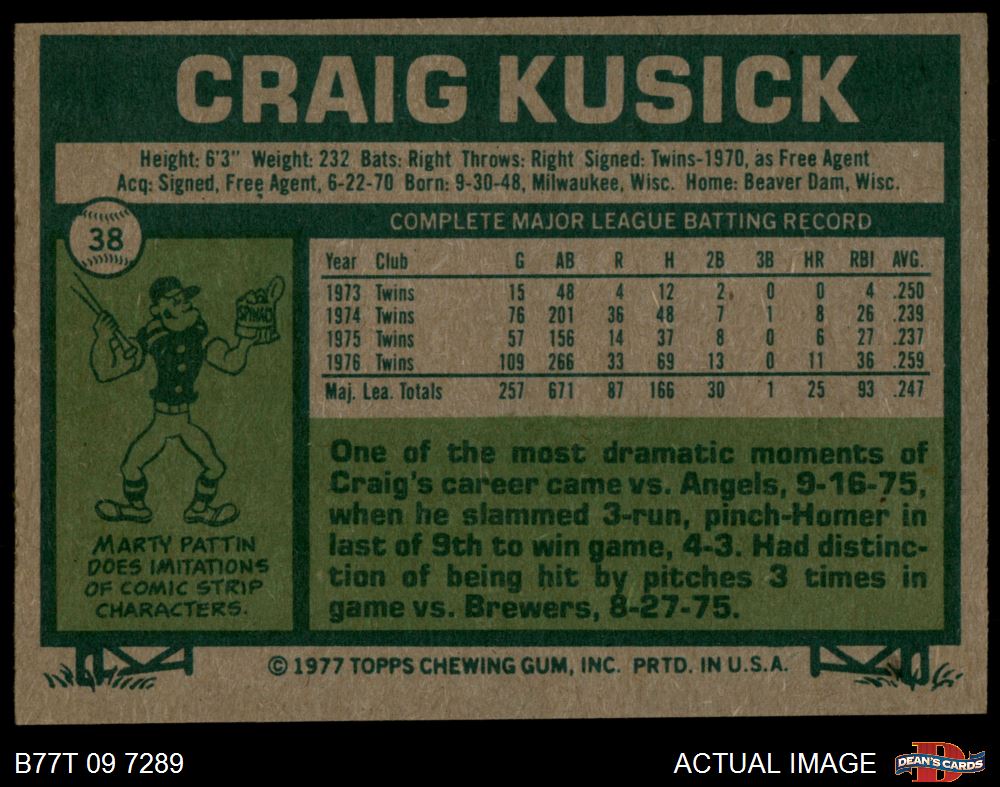 CRAIG KUSICK
Height: 6'3" Weight: 232 Bats: Right Throws: Right Signed: Twins-1970, as Free Agent
Acq: Signed, Free Agent, 6-22-70 Born: 9-30-48, Milwaukee, Wisc. Home: Beaver Dam, Wisc.
38
COMPLETE MAJOR LEAGUE BATTING RECORD
Year Club G AB R H 2B 3B HR RBI AVG.
1973 Twins 15 48 4 12 2 0 0 4 .250
1974 Twins 76 201 36 48 7 1 8 26 .239
1975 Twins 57 156 14 37 8 0 6 27 .237
1976 Twins 109 266 33 69 13 0 11 36 .259
Maj. Lea. Totals 257 671 87 166 30 1 25 93 .247
SPINACH
MARTY PATTIN
DOES IMITATIONS
OF COMIC STRIP
CHARACTERS.
One of the most dramatic moments of
Craig's career came vs. Angels, 9-16-75,
when he slammed 3-run, pinch-Homer in
last of 9th to win game, 4-3. Had distinc-
tion of being hit by pitches 3 times in
game vs. Brewers, 8-27-75.
© 1977 TOPPS CHEWING GUM, INC. PRTD. IN U.S.A.
B77T 09 7289
ACTUAL IMAGE
DEAN'S CARDS